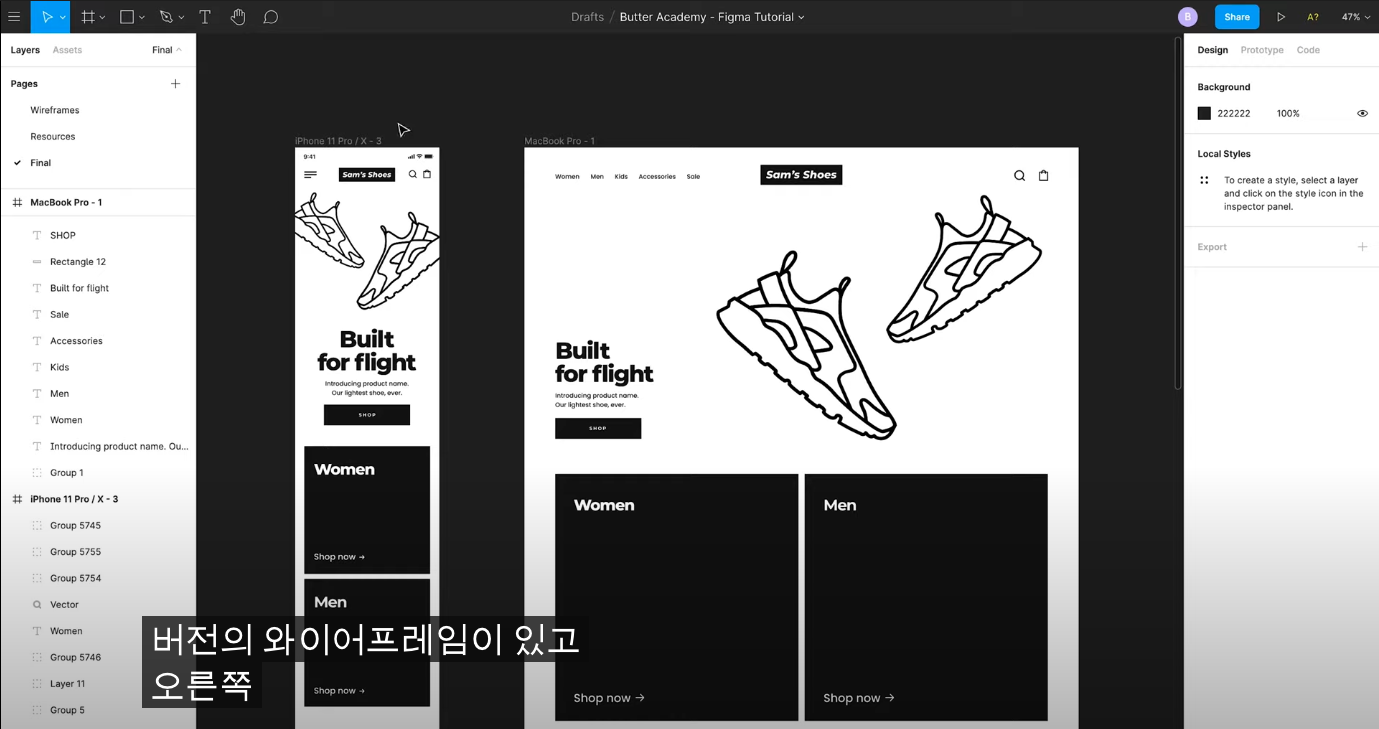 Drafts / Butter Academy - Figma Tutorial
B
Share
A?
47%
Layers Assets Final
Pages
Wireframes
Resources
Final
MacBook Pro - 1
SHOP
Rectangle 12
Built for flight
Sale
Accessories
Kids
Men
Women
Introducing product name. Ou...
Group 1
iPhone 11 Pro / X - 3
Group 5745
Group 5755
Group 5754
Vector
Women
Group 5746
Layer 11
Group 5
iPhone 11 Pro / X - 3
9:41
Sam's Shoes
Built
for flight
Introducing product name.
Our lightest shoe, ever.
SHOP
Women
Shop now →
Men
Shop now →
MacBook Pro - 1
Women Men Kids Accessories Sale
Sam's Shoes
Built
for flight
Introducing product name.
Our lightest shoe, ever.
SHOP
Women
Shop now →
Men
Shop now →
Design Prototype Code
Background
222222 100%
Local Styles
To create a style, select a layer
and click on the style icon in the
inspector panel.
Export
버전의 와이어프레임이 있고
오른쪽